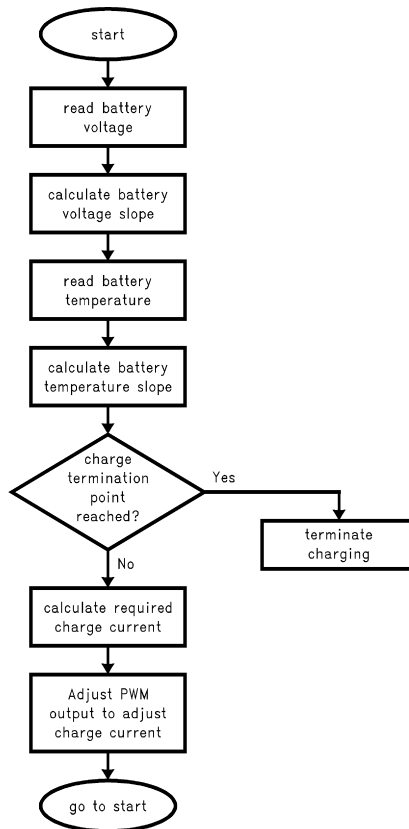 start
read battery
voltage
calculate battery
voltage slope
read battery
temperature
calculate battery
temperature slope
charge
termination
point
reached?
Yes
terminate
charging
No
calculate required
charge current
Adjust PWM
output to adjust
charge current
go to start